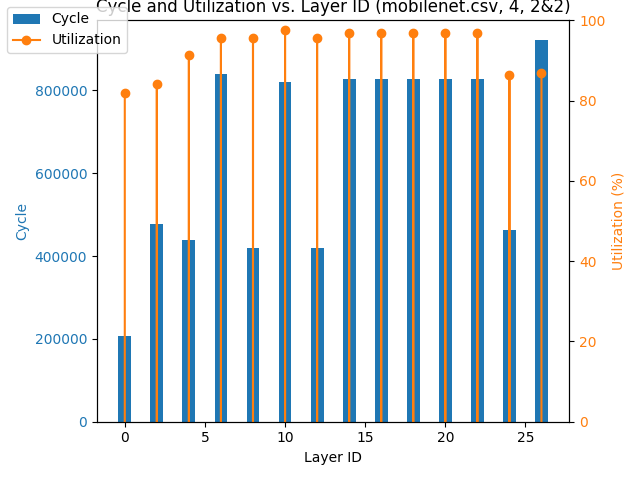 Cycle and Utilization vs. Layer ID (mobilenet.csv, 4, 2&2)
Cycle
Utilization
800000
600000
400000
200000
0
Cycle
100
80
60
40
20
0
Utilization (%)
0 5 10 15 20 25
Layer ID